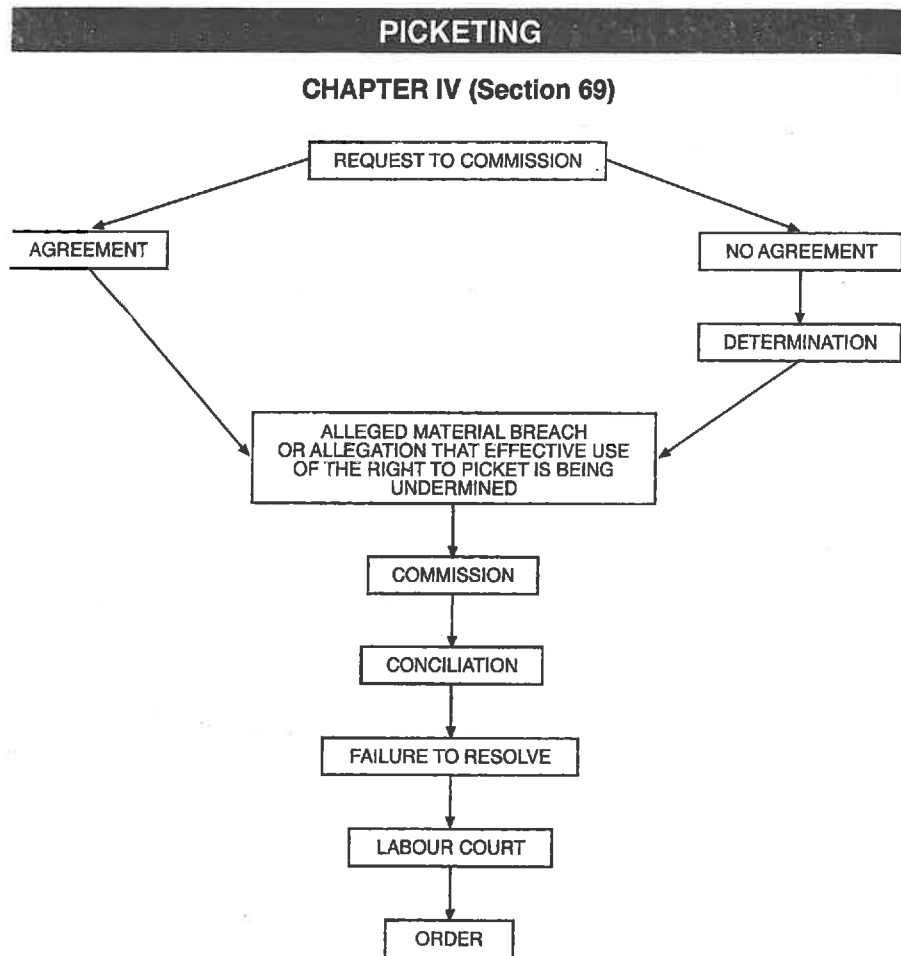 PICKETING
CHAPTER IV (Section 69)
REQUEST TO COMMISSION
AGREEMENT
NO AGREEMENT
DETERMINATION
ALLEGED MATERIAL BREACH
OR ALLEGATION THAT EFFECTIVE USE
OF THE RIGHT TO PICKET IS BEING
UNDERMINED
COMMISSION
CONCILIATION
FAILURE TO RESOLVE
LABOUR COURT
ORDER